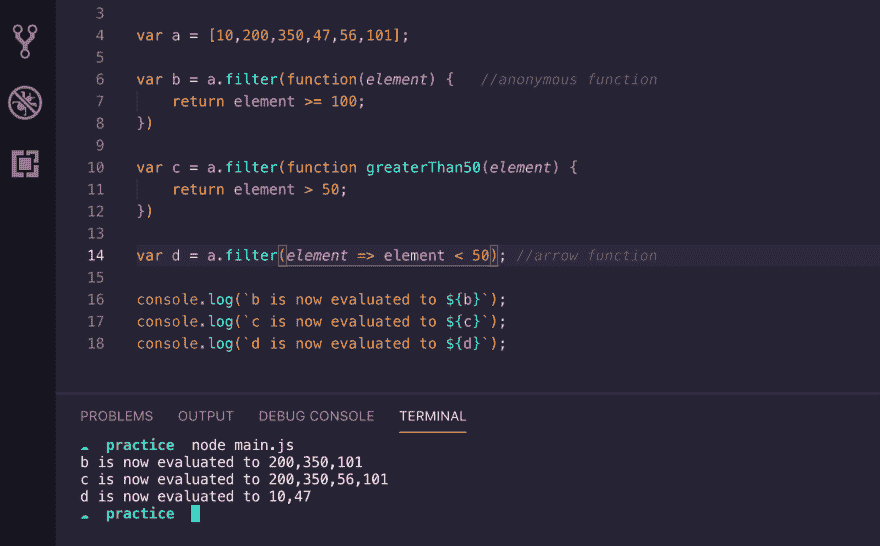 3
4 var a = [10,200,350,47,56,101];
5
6 var b = a.filter(function(element) {   //anonymous function
7     return element >= 100;
8 })
9
10 var c = a.filter(function greaterThan50(element) {
11     return element > 50;
12 })
13
14 var d = a.filter(element => element < 50); //arrow function
15
16 console.log(`b is now evaluated to ${b}`);
17 console.log(`c is now evaluated to ${c}`);
18 console.log(`d is now evaluated to ${d}`);
PROBLEMS OUTPUT DEBUG CONSOLE TERMINAL
practice node main.js
b is now evaluated to 200,350,101
c is now evaluated to 200,350,56,101
d is now evaluated to 10,47
practice